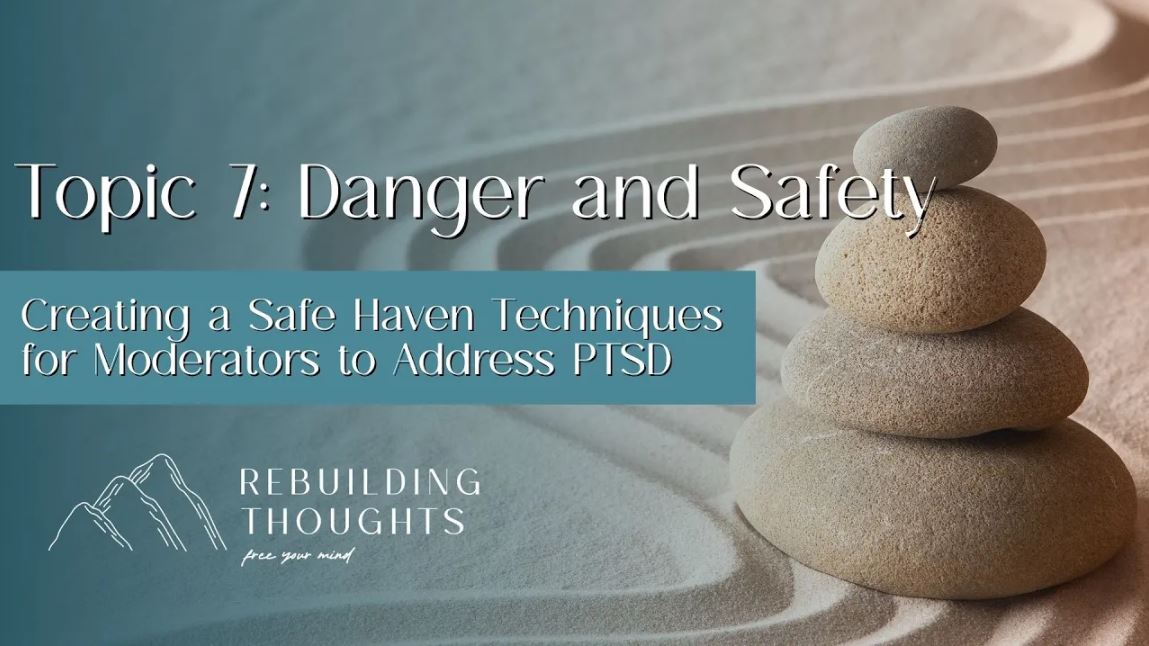 Topic 7: Danger and Safety
Creating a Safe Haven Techniques
for Moderators to Address PTSD
REBUILDING
THOUGHTS
free your mind